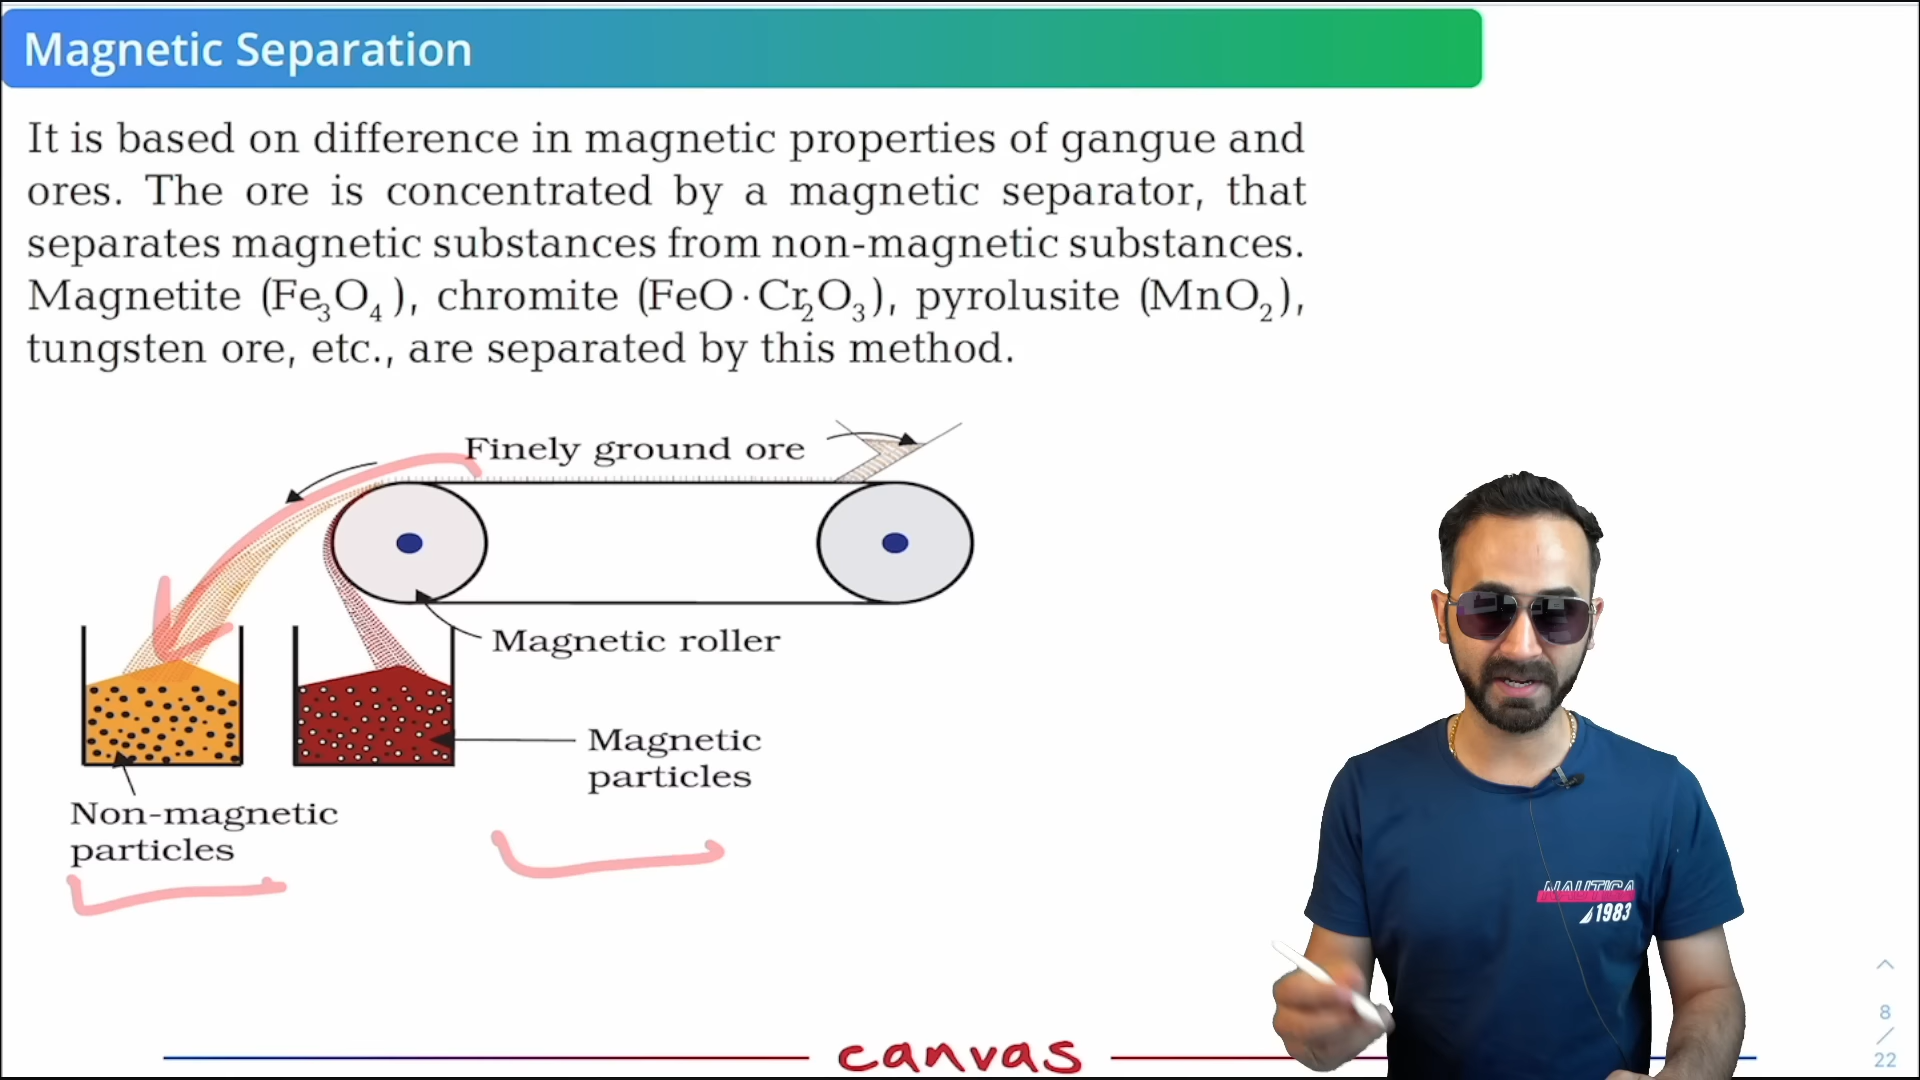 Magnetic Separation
It is based on difference in magnetic properties of gangue and
ores. The ore is concentrated by a magnetic separator, that
separates magnetic substances from non-magnetic substances.
Magnetite (Fe₃O₄), chromite (FeO·Cr₂O₃), pyrolusite (MnO₂),
tungsten ore, etc., are separated by this method.
Finely ground ore
Magnetic roller
Magnetic
particles
Non-magnetic
particles
NAUTICA
1983
canvas
8
/
22